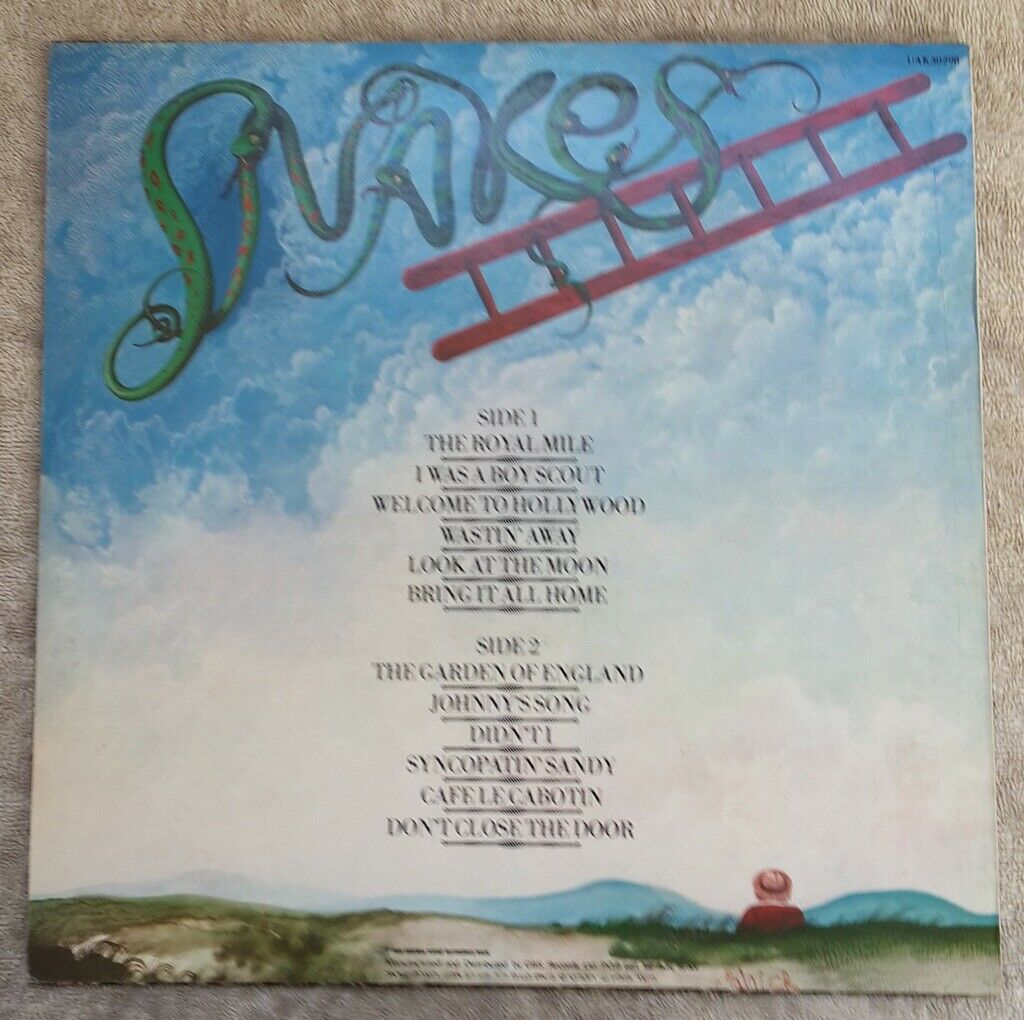 UAK 30298
SNAKES
SIDE 1
THE ROYAL MILE
I WAS A BOY SCOUT
WELCOME TO HOLLYWOOD
WASTIN' AWAY
LOOK AT THE MOON
BRING IT ALL HOME
SIDE 2
THE GARDEN OF ENGLAND
JOHNNY'S SONG
DIDN'T I
SYNCOPATIN' SANDY
CAFE LE CABOTIN
DON'T CLOSE THE DOOR